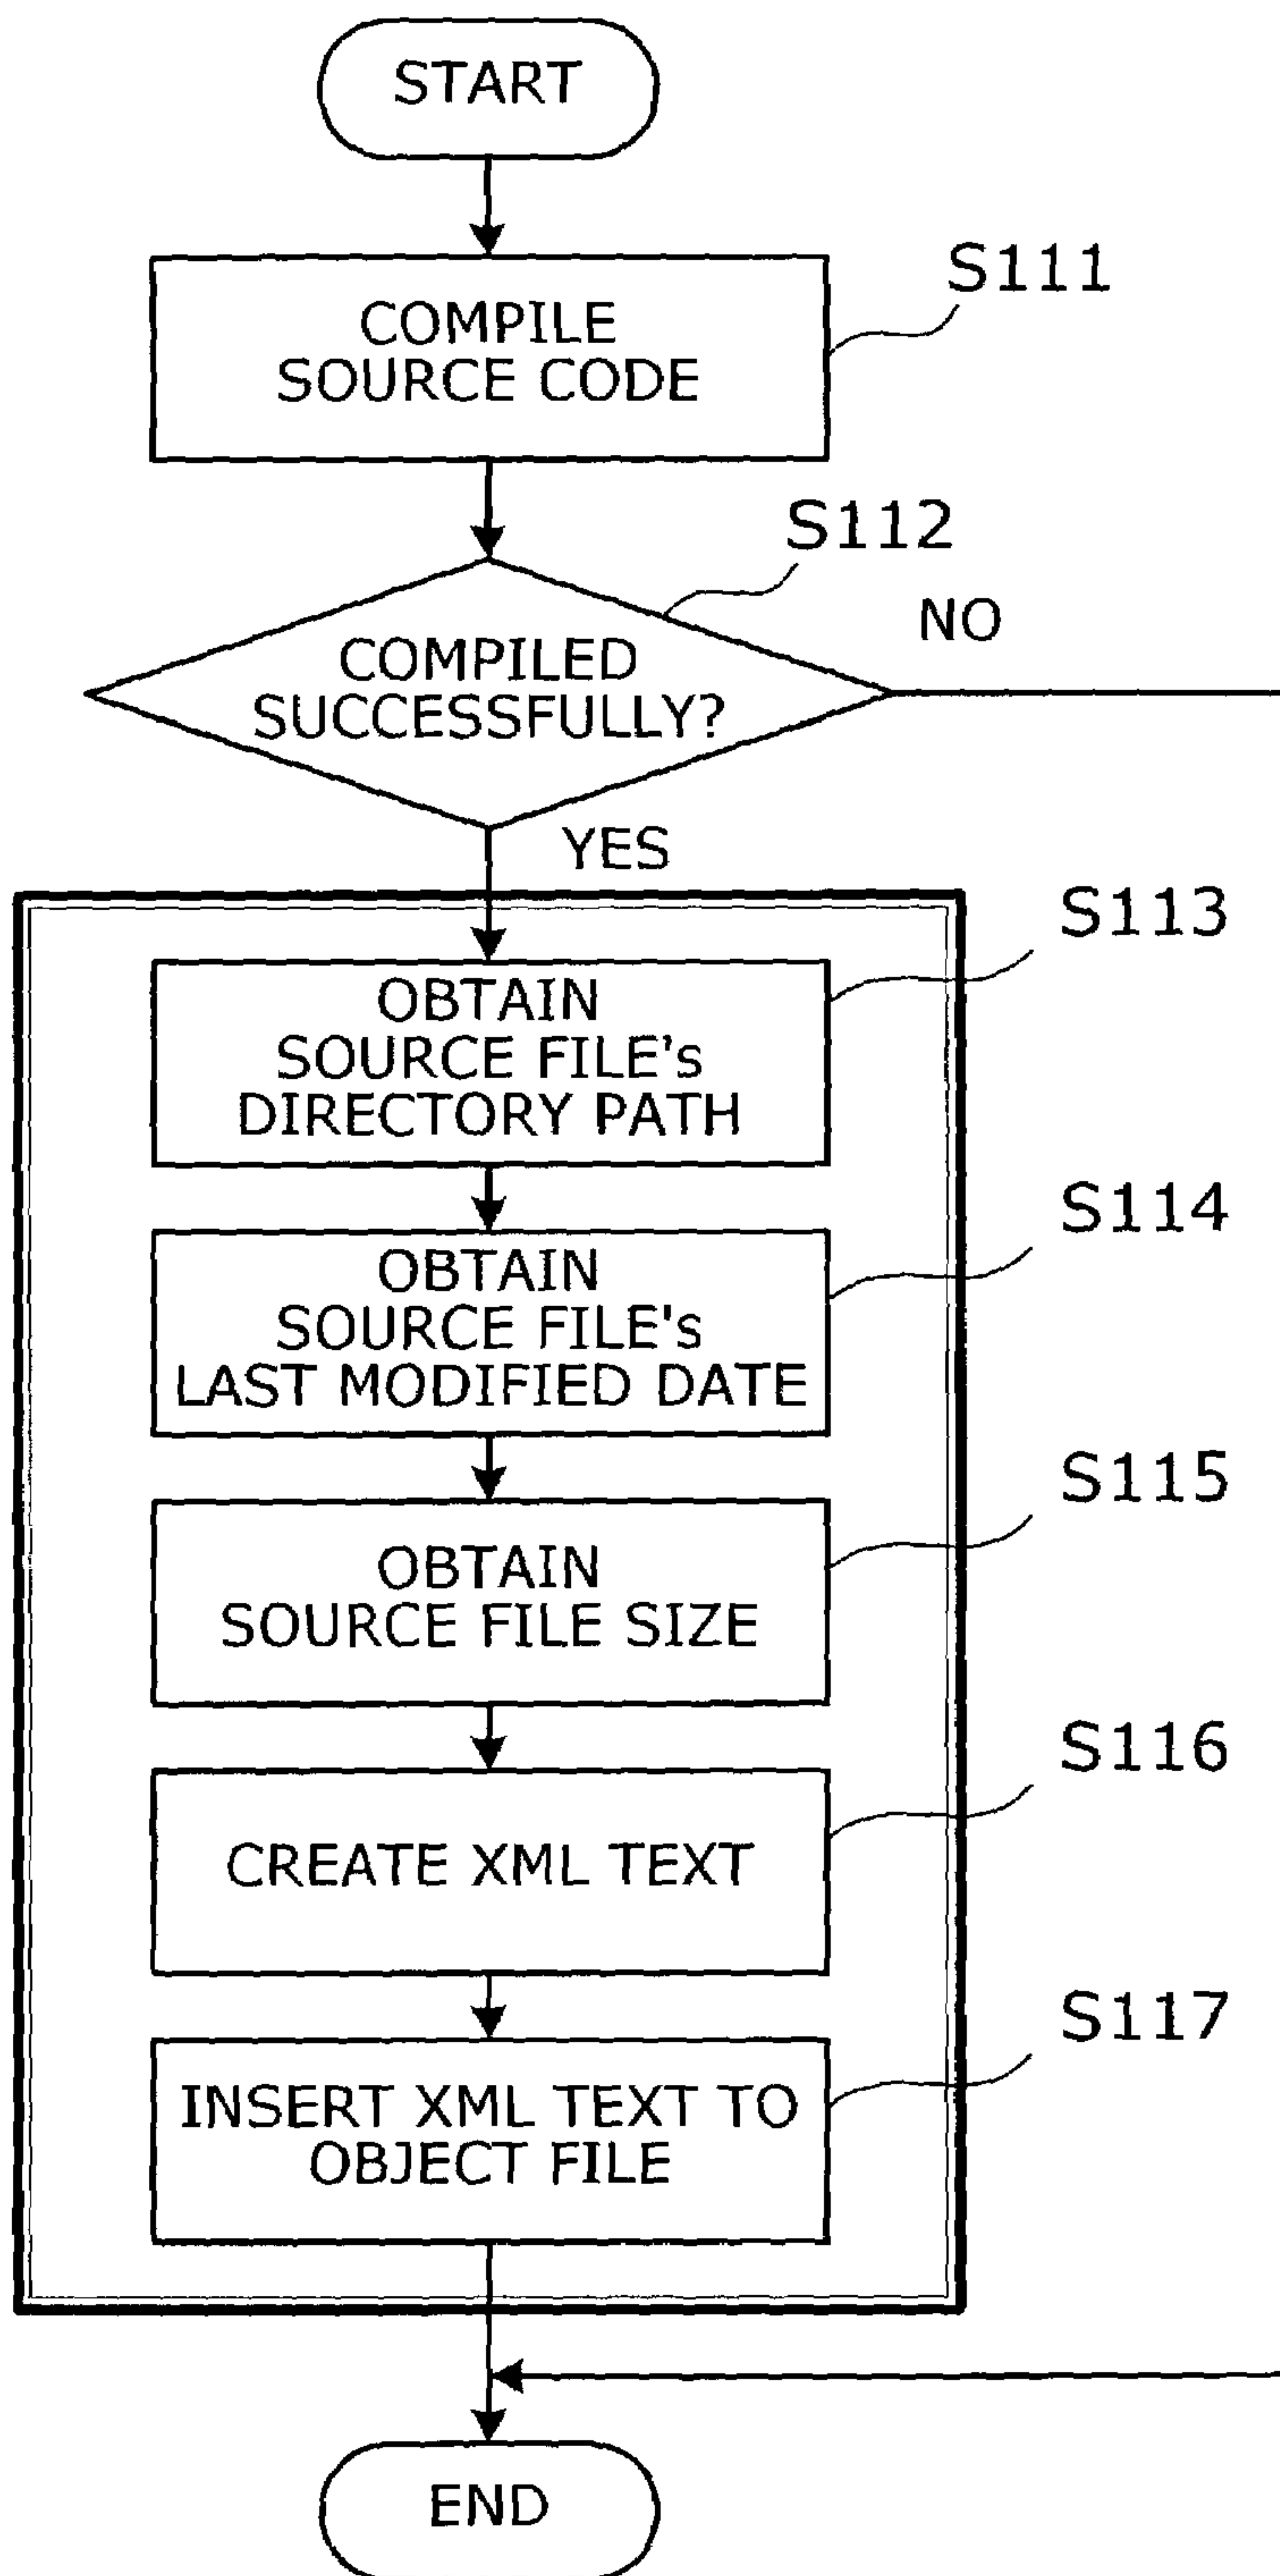 START
S111
COMPILE
SOURCE CODE
S112
NO
COMPILED
SUCCESSFULLY?
YES
S113
OBTAIN
SOURCE FILE's
DIRECTORY PATH
S114
OBTAIN
SOURCE FILE's
LAST MODIFIED DATE
S115
OBTAIN
SOURCE FILE SIZE
S116
CREATE XML TEXT
S117
INSERT XML TEXT TO
OBJECT FILE
END